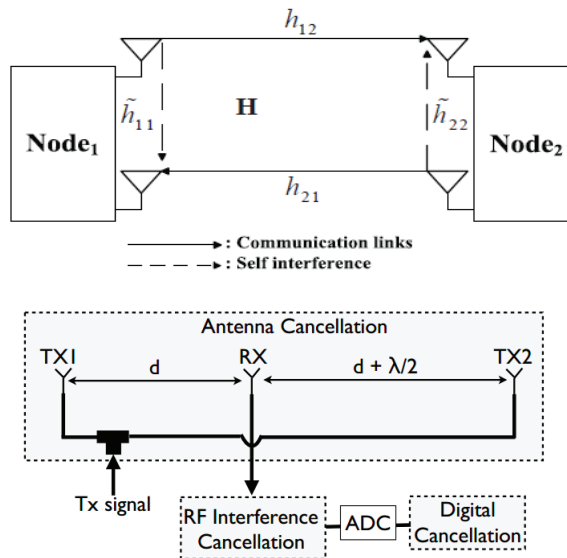 h₁₂
Node₁
h̃₁₁
H
h̃₂₂
Node₂
h₂₁
: Communication links
: Self interference
Antenna Cancellation
TX1
RX
TX2
d
d + λ/2
Tx signal
RF Interference
Cancellation
ADC
Digital
Cancellation